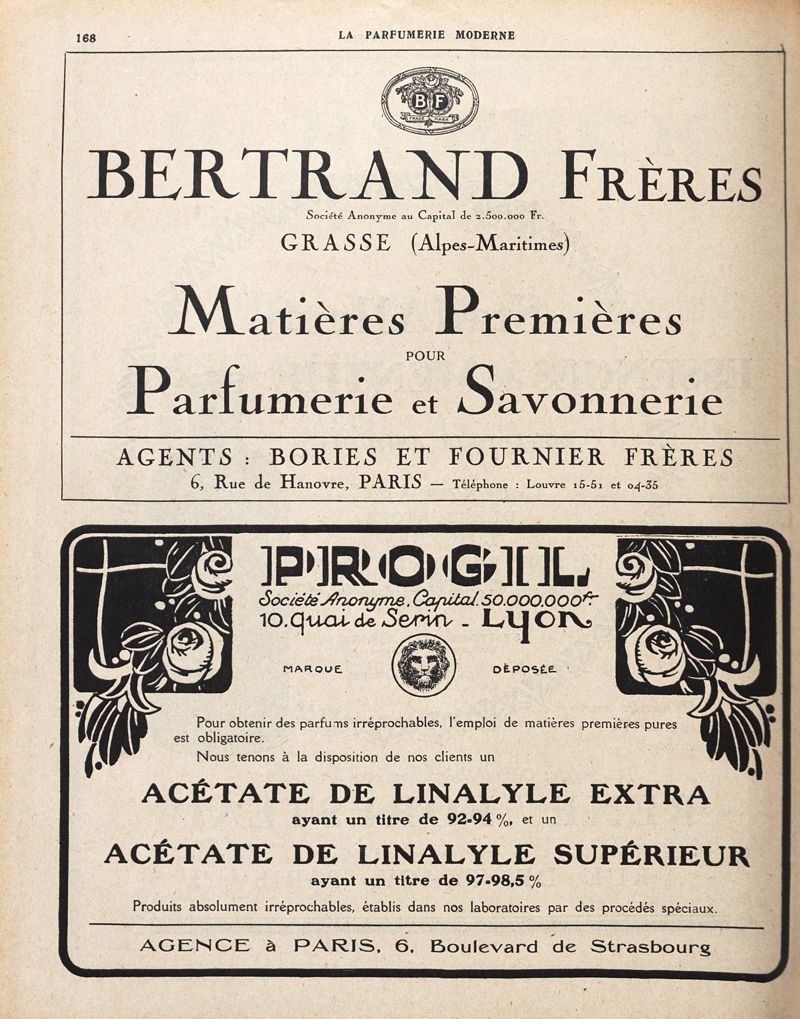 168
LA PARFUMERIE MODERNE
B F
TRADE MARK
BERTRAND FRÈRES
Société Anonyme au Capital de 2.500.000 Fr.
GRASSE (Alpes-Maritimes)
Matières Premières
POUR
Parfumerie et Savonnerie
AGENTS : BORIES ET FOURNIER FRÈRES
6, Rue de Hanovre, PARIS — Téléphone : Louvre 15-51 et 04-35
PROGIL
Société Anonyme. Capital. 50.000.000 fr
10. quai de Serin - Lyon
MARQUE DÉPOSÉE
Pour obtenir des parfums irréprochables, l'emploi de matières premières pures
est obligatoire.
Nous tenons à la disposition de nos clients un
ACÉTATE DE LINALYLE EXTRA
ayant un titre de 92-94 %, et un
ACÉTATE DE LINALYLE SUPÉRIEUR
ayant un titre de 97-98,5 %
Produits absolument irréprochables, établis dans nos laboratoires par des procédés spéciaux.
AGENCE à PARIS, 6, Boulevard de Strasbourg